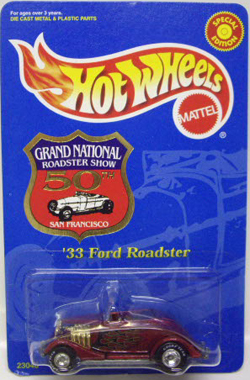 For ages over 3 years.
DIE CAST METAL & PLASTIC PARTS
SPECIAL
EDITION
Hot Wheels
MATTEL
GRAND NATIONAL
ROADSTER SHOW
50TH
SAN FRANCISCO
'33 Ford Roadster